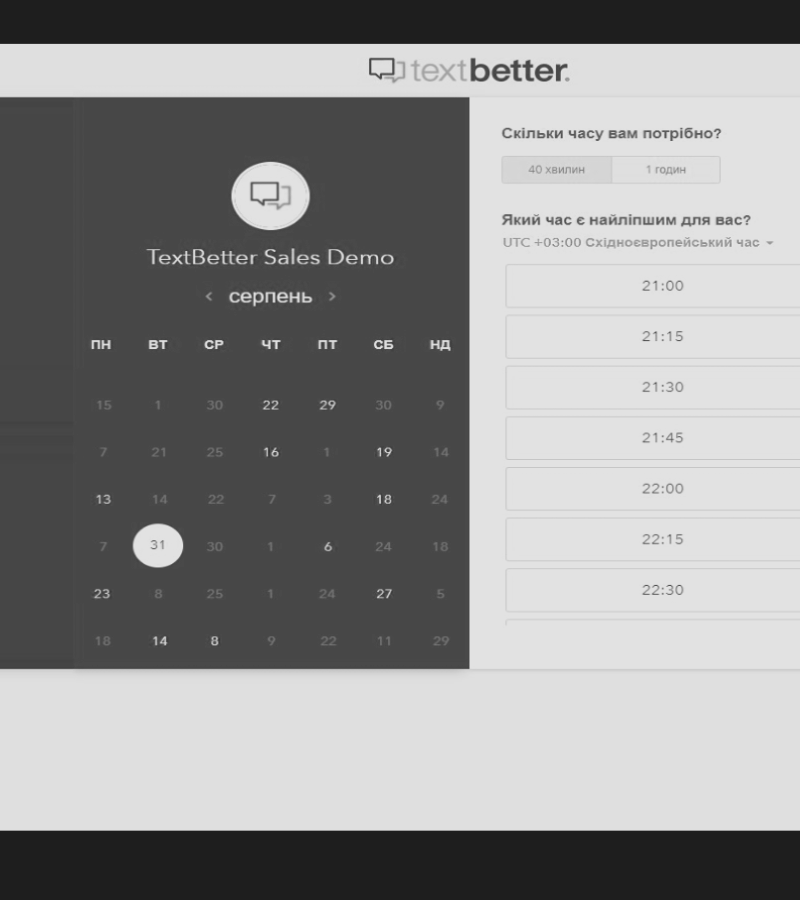 textbetter.
TextBetter Sales Demo
‹ серпень ›
ПН ВТ СР ЧТ ПТ СБ НД
15 1 30 22 29 30 9
7 21 25 16 1 19 14
13 14 22 7 3 18 24
7 31 30 1 6 24 18
23 8 25 1 24 27 5
18 14 8 9 22 11 29
Скільки часу вам потрібно?
40 хвилин 1 годин
Який час є найліпшим для вас?
UTC +03:00 Східноєвропейський час
21:00
21:15
21:30
21:45
22:00
22:15
22:30